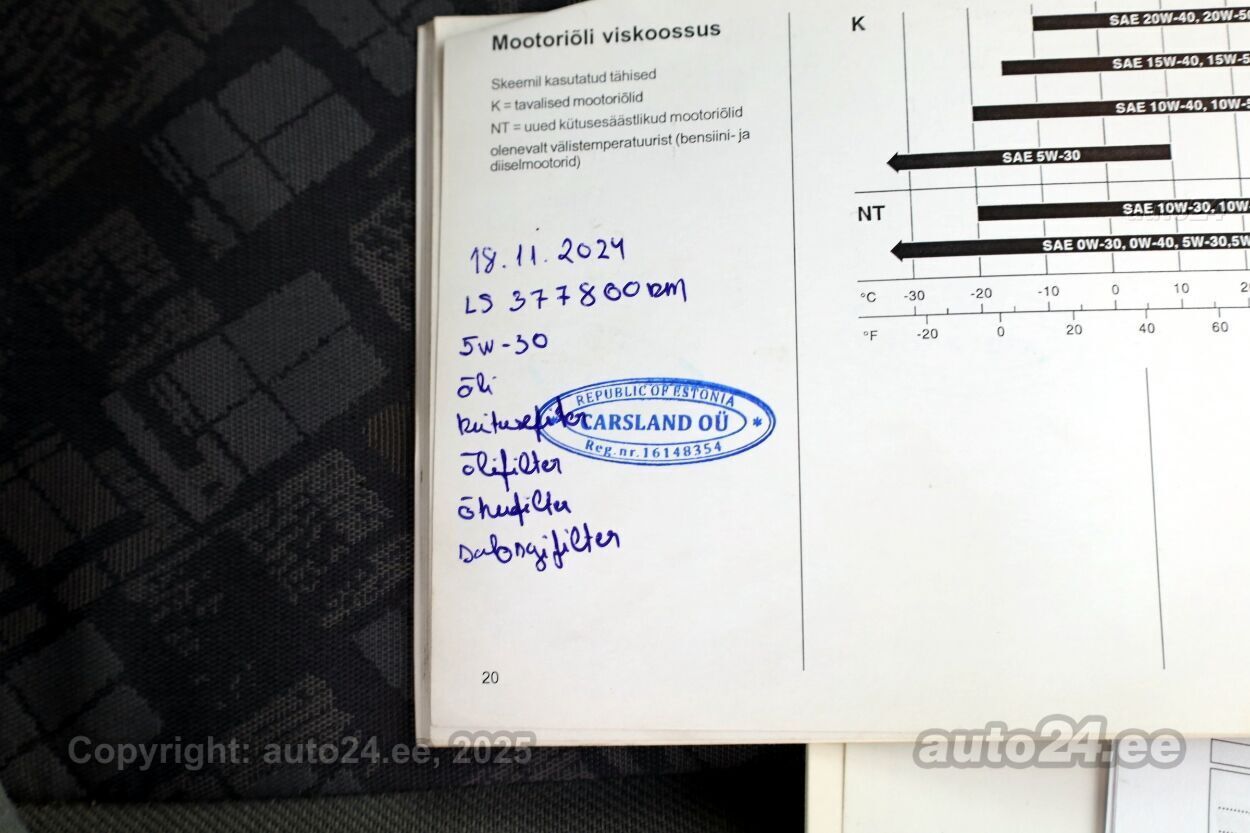 Mootoriõli viskoossus
Skeemil kasutatud tähised
K = tavalised mootoriõlid
NT = uued kütusesäästlikud mootoriõlid
olenevalt välistemperatuurist (bensiini- ja
diiselmootorid)
18.11.2024
LS 377800 km
5W-30
õli
kütusefilter
õlifilter
õhufilter
salongifilter
REPUBLIC OF ESTONIA
CARSLAND OÜ *
Reg.nr.16148354
20
K
SAE 20W-40, 20W-50
SAE 15W-40, 15W-5
SAE 10W-40, 10W-
SAE 5W-30
NT
SAE 10W-30, 10W-
SAE 0W-30, 0W-40, 5W-30,5W
°C -30 -20 -10 0 10 2
°F -20 0 20 40 60
Copyright: auto24.ee, 2025
auto24.ee